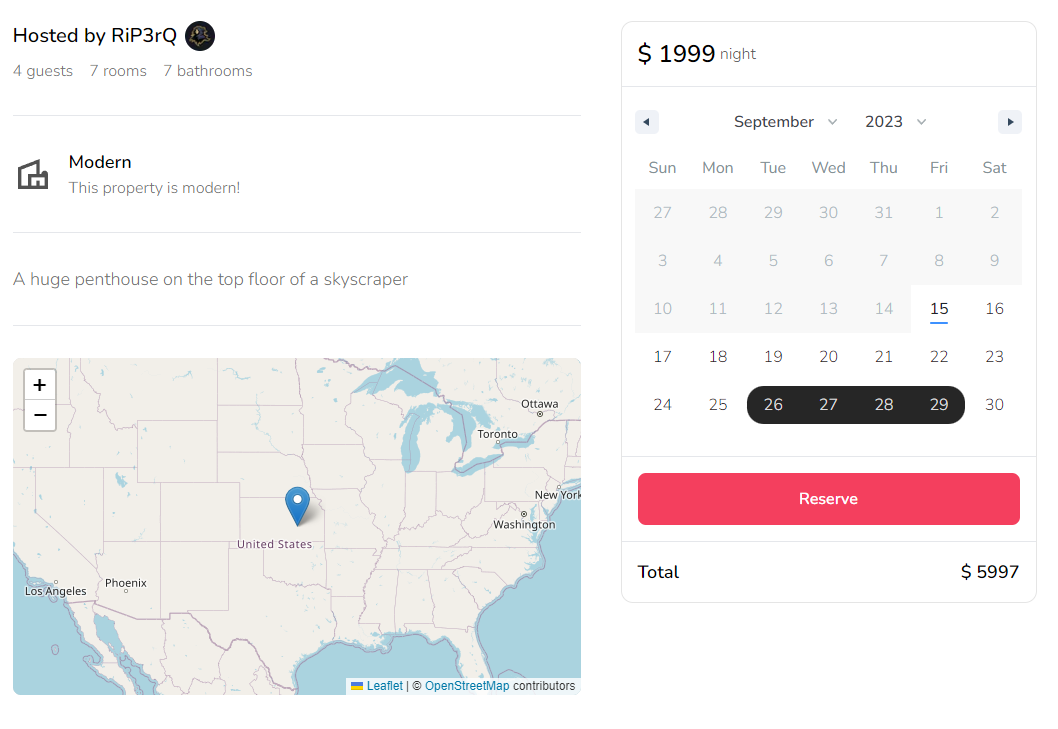 Hosted by RiP3rQ
4 guests 7 rooms 7 bathrooms
Modern
This property is modern!
A huge penthouse on the top floor of a skyscraper
+
−
Ottawa
Toronto
New York
Washington
United States
Phoenix
Los Angeles
Leaflet | © OpenStreetMap contributors
$ 1999 night
September 2023
Sun Mon Tue Wed Thu Fri Sat
27 28 29 30 31 1 2
3 4 5 6 7 8 9
10 11 12 13 14 15 16
17 18 19 20 21 22 23
24 25 26 27 28 29 30
Reserve
Total $ 5997